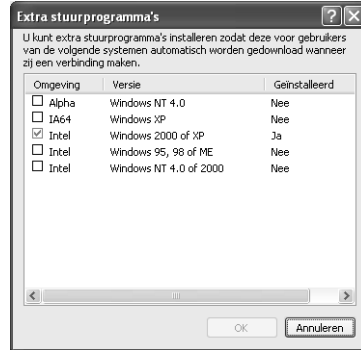 Extra stuurprogramma's
U kunt extra stuurprogramma's installeren zodat deze voor gebruikers
van de volgende systemen automatisch worden gedownload wanneer
zij een verbinding maken.
Omgeving Versie Geïnstalleerd
Alpha Windows NT 4.0 Nee
IA64 Windows XP Nee
Intel Windows 2000 of XP Ja
Intel Windows 95, 98 of ME Nee
Intel Windows NT 4.0 of 2000 Nee
OK Annuleren